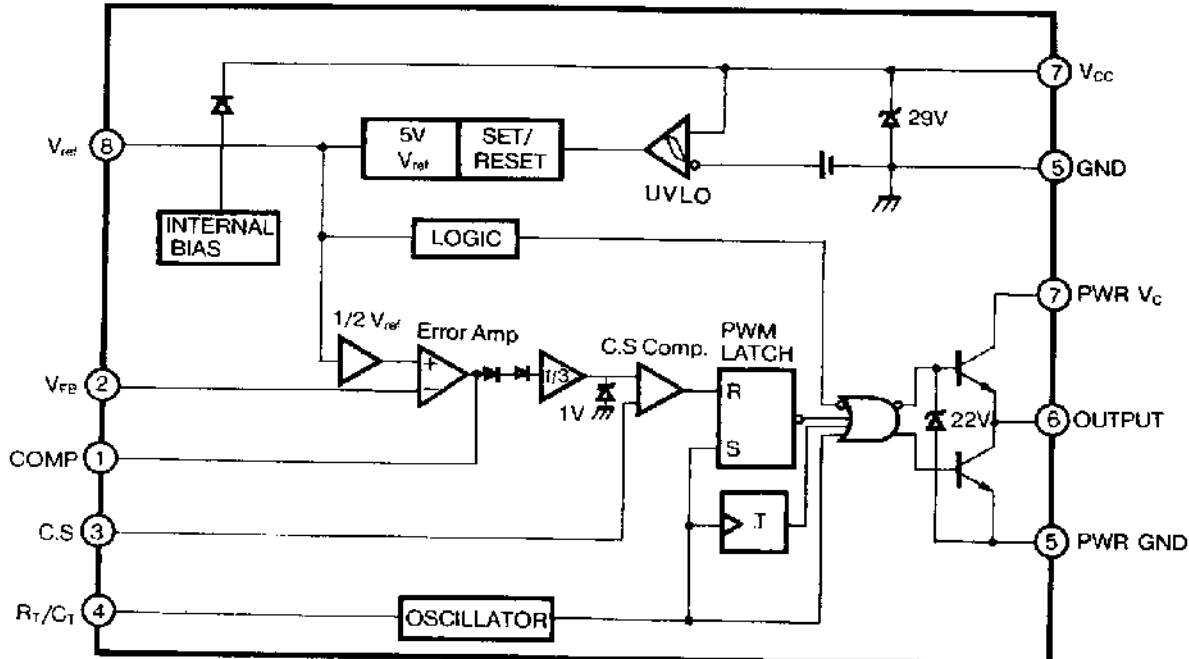 7 VCC
29V
8 Vref
5V Vref
SET/ RESET
UVLO
5 GND
INTERNAL BIAS
LOGIC
7 PWR VC
1/2 Vref
Error Amp
C.S Comp.
PWM LATCH
+
−
1/3
1V
R
S
2 VFB
22V
6 OUTPUT
COMP 1
C.S 3
T
5 PWR GND
RT/CT 4
OSCILLATOR